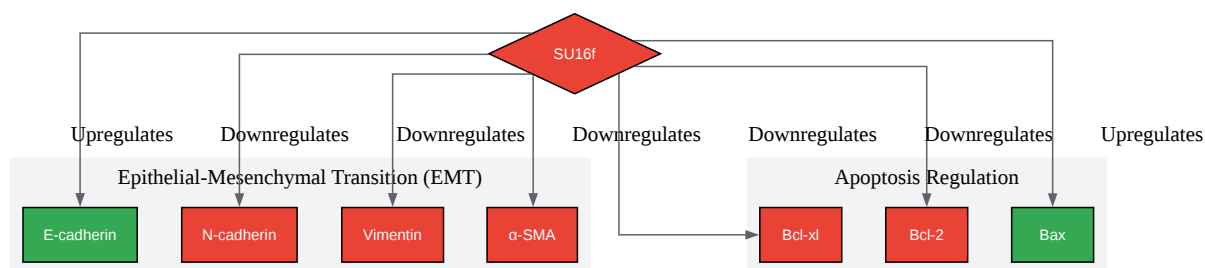 SU16f
Upregulates Downregulates Downregulates Downregulates Downregulates Downregulates Upregulates
Epithelial-Mesenchymal Transition (EMT) Apoptosis Regulation
E-cadherin N-cadherin Vimentin α-SMA Bcl-xl Bcl-2 Bax